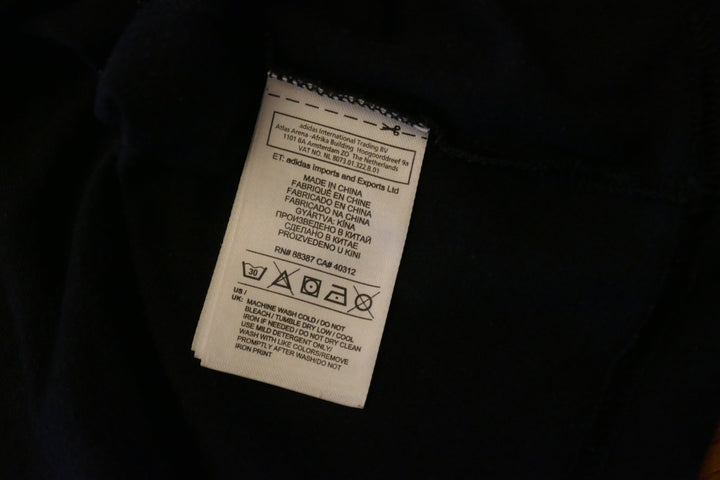 adidas International Trading BV
Atlas Arena -Afrika Building Hoogoorddreef 9a
1101 BA Amsterdam ZO The Netherlands
VAT NO. NL 8073.01.322.B.01
ET: adidas Imports and Exports Ltd
MADE IN CHINA
FABRIQUÉ EN CHINE
FABRICADO EN CHINA
FABRICADO NA CHINA
GYÁRTVA: KÍNA
ПРОИЗВЕДЕНО В КИТАЙ
СДЕЛАНО В КИТАЕ
PROIZVEDENO U KINI
RN# 88387 CA# 40312
30
US /
UK: MACHINE WASH COLD / DO NOT
BLEACH / TUMBLE DRY LOW / COOL
IRON IF NEEDED / DO NOT DRY CLEAN
USE MILD DETERGENT ONLY/
WASH WITH LIKE COLORS/REMOVE
PROMPTLY AFTER WASH/DO NOT
IRON PRINT